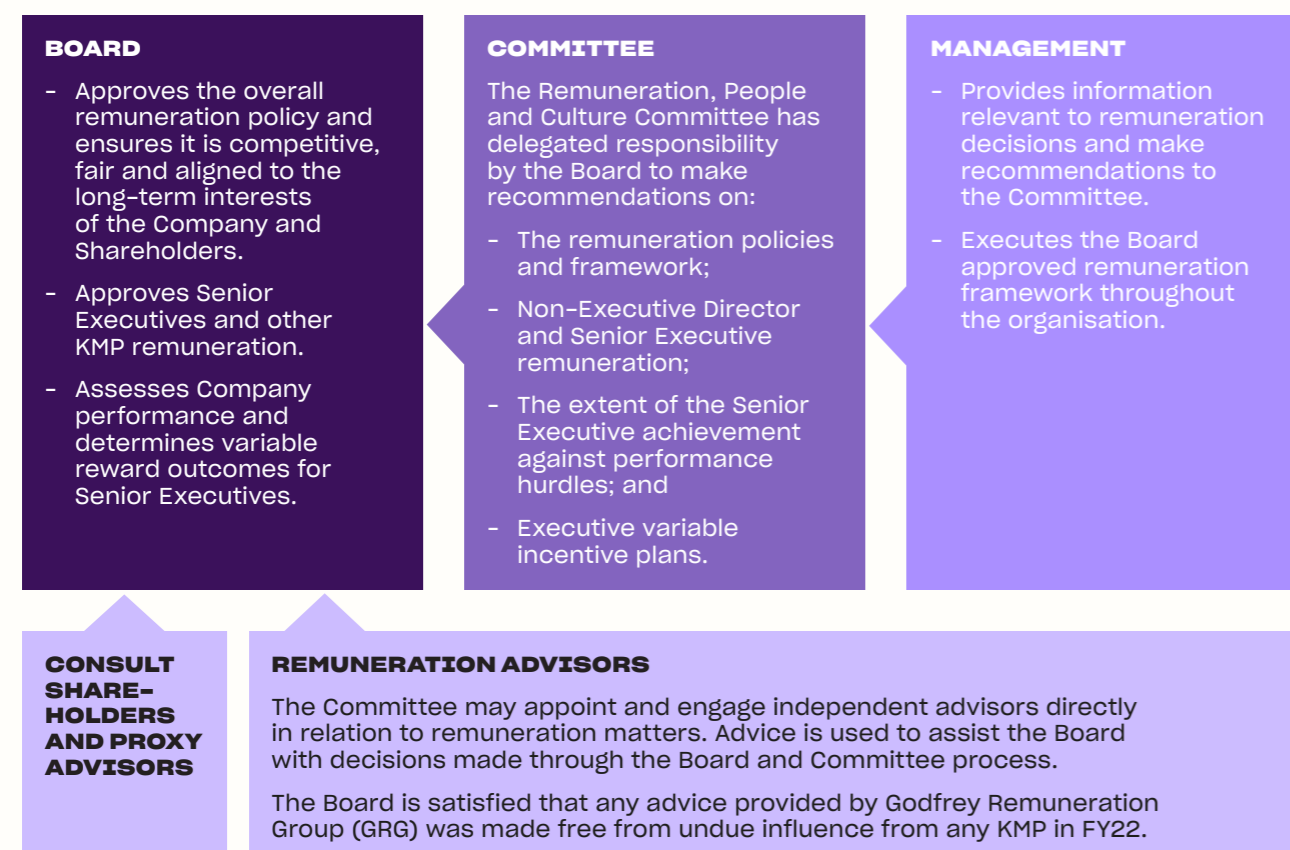 BOARD
- Approves the overall
remuneration policy and
ensures it is competitive,
fair and aligned to the
long-term interests
of the Company and
Shareholders.
- Approves Senior
Executives and other
KMP remuneration.
- Assesses Company
performance and
determines variable
reward outcomes for
Senior Executives.
COMMITTEE
The Remuneration, People
and Culture Committee has
delegated responsibility
by the Board to make
recommendations on:
- The remuneration policies
and framework;
- Non-Executive Director
and Senior Executive
remuneration;
- The extent of the Senior
Executive achievement
against performance
hurdles; and
- Executive variable
incentive plans.
MANAGEMENT
- Provides information
relevant to remuneration
decisions and make
recommendations to
the Committee.
- Executes the Board
approved remuneration
framework throughout
the organisation.
CONSULT
SHARE-
HOLDERS
AND PROXY
ADVISORS
REMUNERATION ADVISORS
The Committee may appoint and engage independent advisors directly
in relation to remuneration matters. Advice is used to assist the Board
with decisions made through the Board and Committee process.
The Board is satisfied that any advice provided by Godfrey Remuneration
Group (GRG) was made free from undue influence from any KMP in FY22.